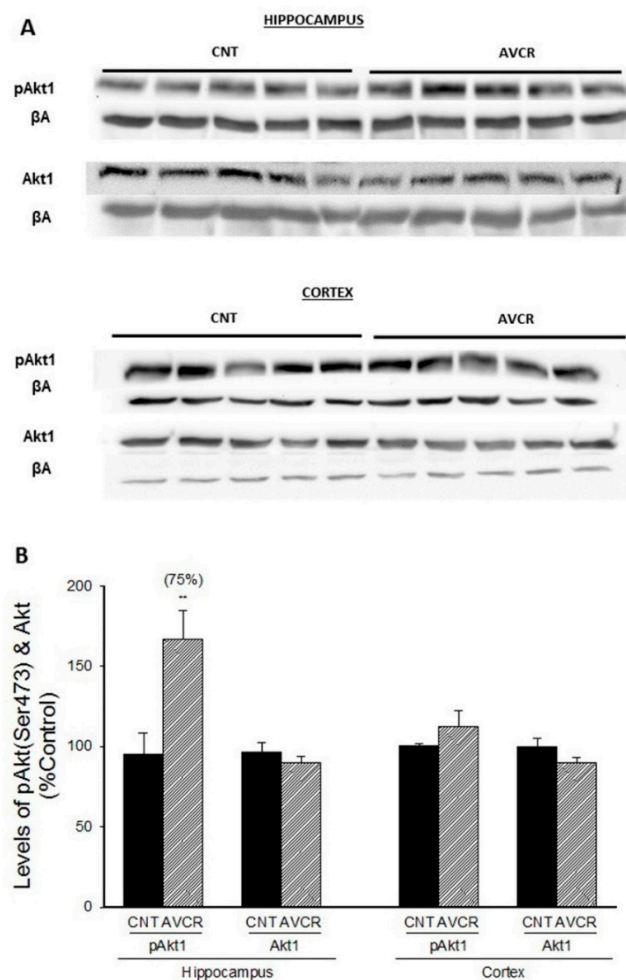 A
HIPPOCAMPUS
CNT AVCR
pAkt1
βA
Akt1
βA
CORTEX
CNT AVCR
pAkt1
βA
Akt1
βA
B
Levels of pAkt(Ser473) & Akt
(%Control)
200
150
100
50
0
(75%)
**
CNT AVCR CNT AVCR CNT AVCR CNT AVCR
pAkt1 Akt1 pAkt1 Akt1
Hippocampus Cortex